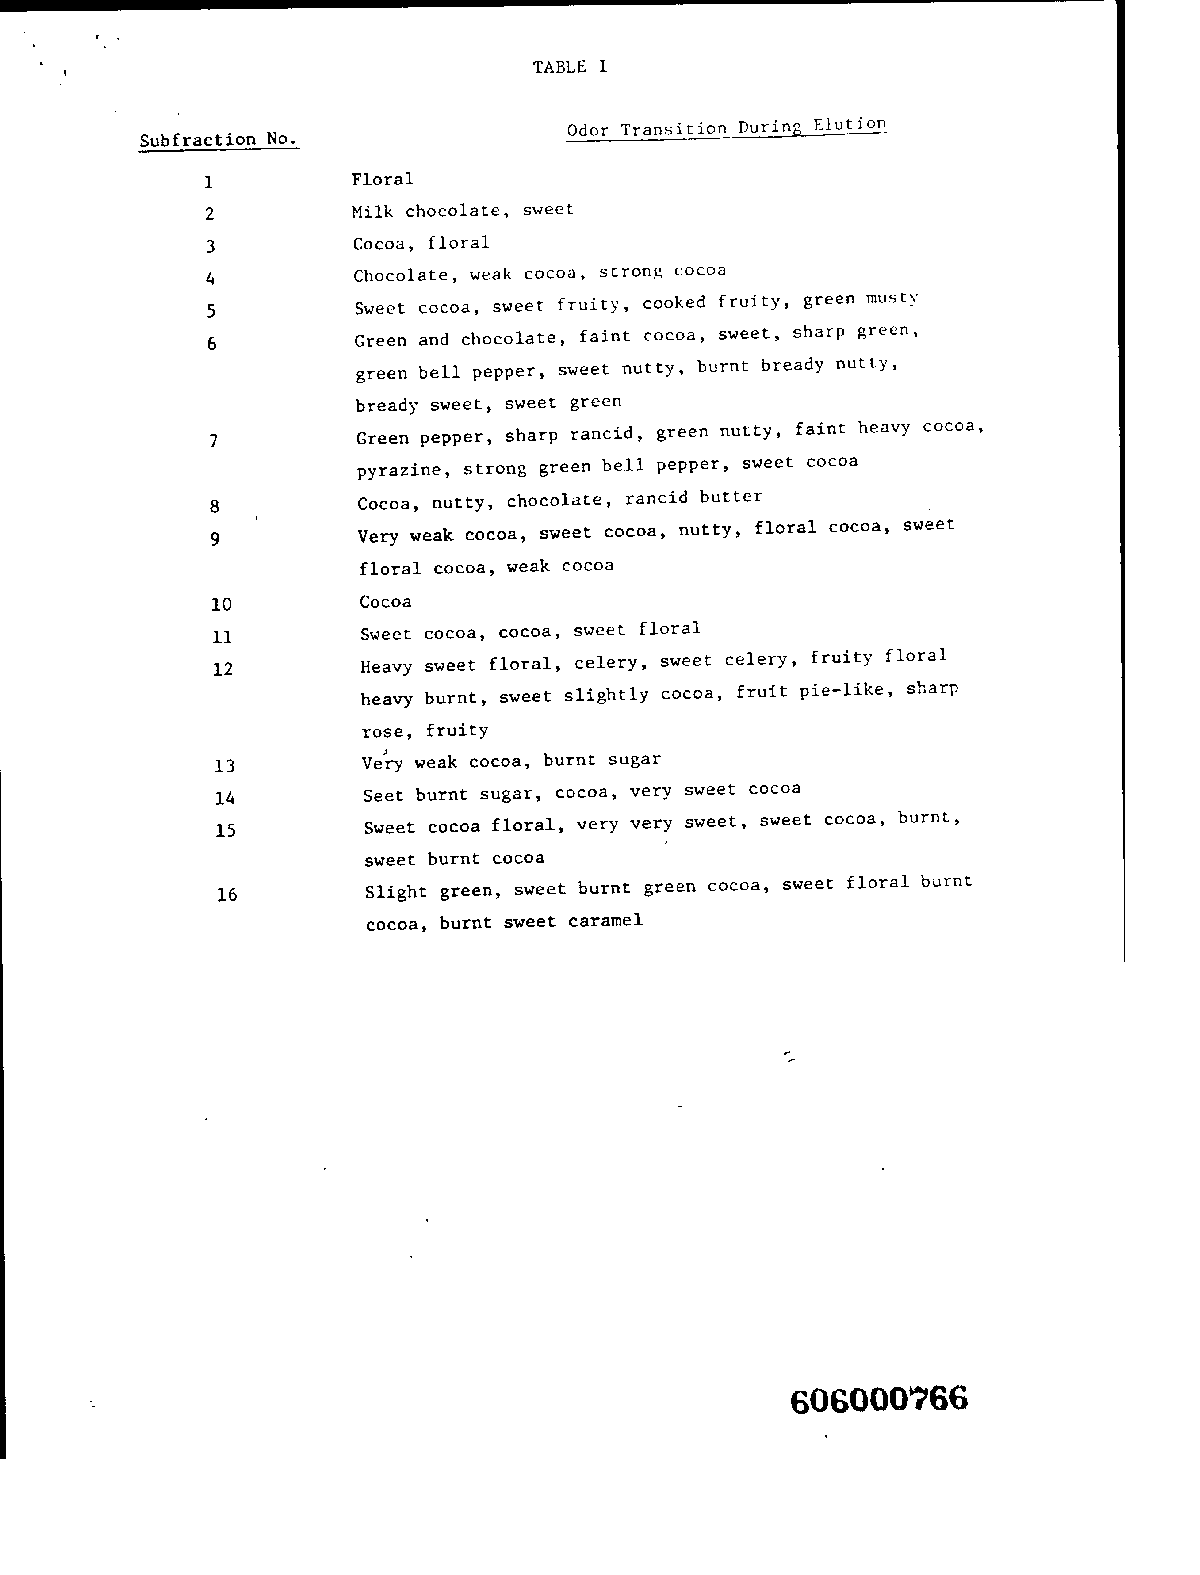 TABLE I
Subfraction No. Odor Transition During Elution
1 Floral
2 Milk chocolate, sweet
3 Cocoa, floral
4 Chocolate, weak cocoa, strong cocoa
5 Sweet cocoa, sweet fruity, cooked fruity, green musty
6 Green and chocolate, faint cocoa, sweet, sharp green,
green bell pepper, sweet nutty, burnt bready nutty,
bready sweet, sweet green
7 Green pepper, sharp rancid, green nutty, faint heavy cocoa,
pyrazine, strong green bell pepper, sweet cocoa
8 Cocoa, nutty, chocolate, rancid butter
9 Very weak cocoa, sweet cocoa, nutty, floral cocoa, sweet
floral cocoa, weak cocoa
10 Cocoa
11 Sweet cocoa, cocoa, sweet floral
12 Heavy sweet floral, celery, sweet celery, fruity floral
heavy burnt, sweet slightly cocoa, fruit pie-like, sharp
rose, fruity
13 Very weak cocoa, burnt sugar
14 Seet burnt sugar, cocoa, very sweet cocoa
15 Sweet cocoa floral, very very sweet, sweet cocoa, burnt,
sweet burnt cocoa
16 Slight green, sweet burnt green cocoa, sweet floral burnt
cocoa, burnt sweet caramel
606000766